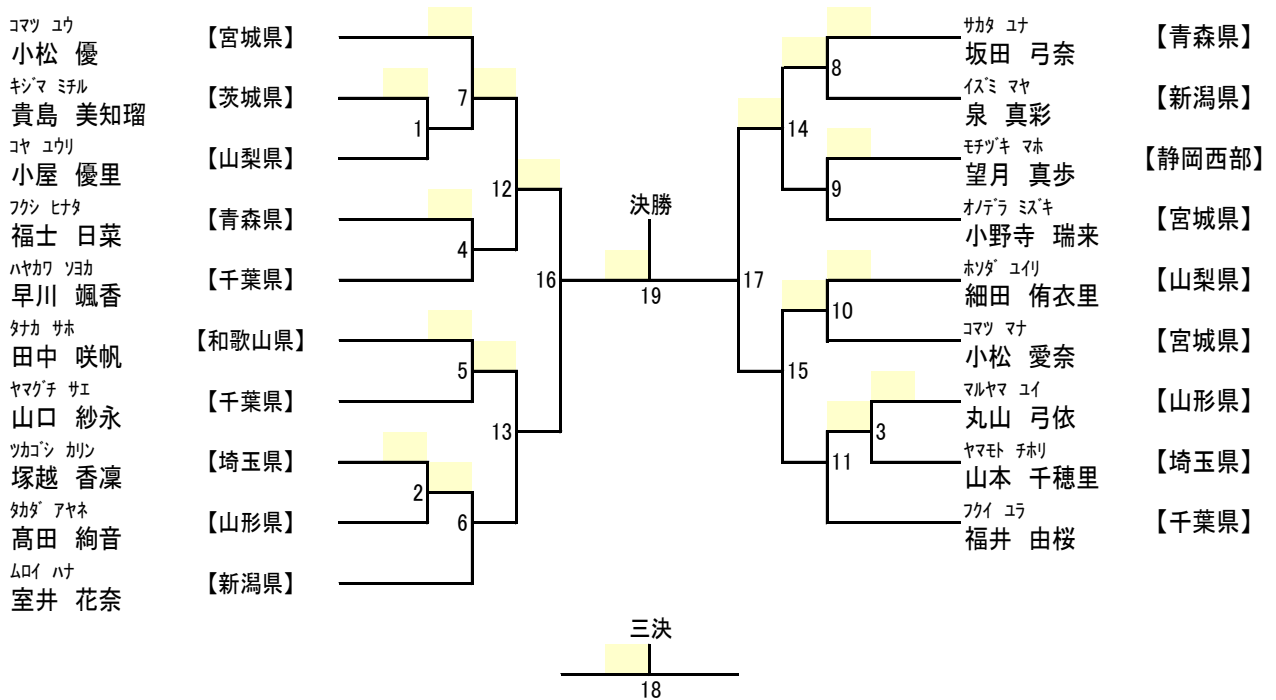 ｺﾏﾂ ﾕｳ
小松 優 【宮城県】
ｷｼﾞﾏ ﾐﾁﾙ
貴島 美知瑠 【茨城県】
ｺﾔ ﾕｳﾘ
小屋 優里 【山梨県】
ﾌｸｼ ﾋﾅﾀ
福士 日菜 【青森県】
ﾊﾔｶﾜ ｿﾖｶ
早川 颯香 【千葉県】
ﾀﾅｶ ｻﾎ
田中 咲帆 【和歌山県】
ﾔﾏｸﾞﾁ ｻｴ
山口 紗永 【千葉県】
ﾂｶｺﾞｼ ｶﾘﾝ
塚越 香凜 【埼玉県】
ﾀｶﾀﾞ ｱﾔﾈ
髙田 絢音 【山形県】
ﾑﾛｲ ﾊﾅ
室井 花奈 【新潟県】
7
1
12
4
16
5
13
2
6
決勝
19
三決
18
8
14
9
17
10
15
3
11
ｻｶﾀ ﾕﾅ
坂田 弓奈 【青森県】
ｲｽﾞﾐ ﾏﾔ
泉 真彩 【新潟県】
ﾓﾁﾂﾞｷ ﾏﾎ
望月 真歩 【静岡西部】
ｵﾉﾃﾞﾗ ﾐｽﾞｷ
小野寺 瑞来 【宮城県】
ﾎｿﾀﾞ ﾕｲﾘ
細田 侑衣里 【山梨県】
ｺﾏﾂ ﾏﾅ
小松 愛奈 【宮城県】
ﾏﾙﾔﾏ ﾕｲ
丸山 弓依 【山形県】
ﾔﾏﾓﾄ ﾁﾎﾘ
山本 千穂里 【埼玉県】
ﾌｸｲ ﾕﾗ
福井 由桜 【千葉県】